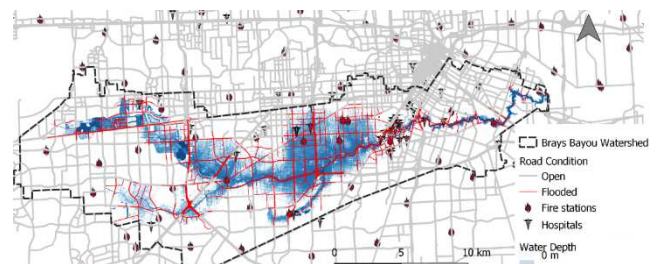 Brays Bayou Watershed
Road Condition
Open
Flooded
Fire stations
Hospitals
Water Depth
0 m
0 5 10 km